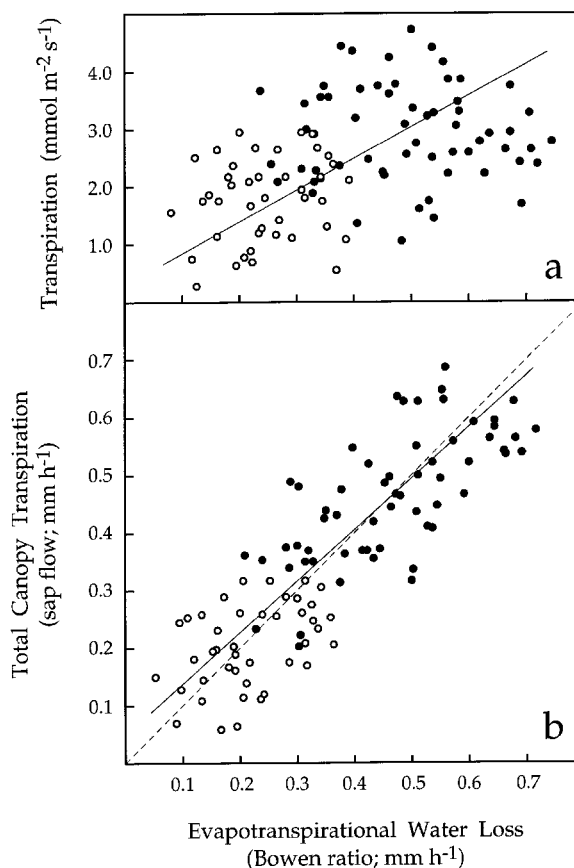 Transpiration (mmol m⁻² s⁻¹)
4.0
3.0
2.0
1.0
a
Total Canopy Transpiration
(sap flow; mm h⁻¹)
0.7
0.6
0.5
0.4
0.3
0.2
0.1
b
0.1 0.2 0.3 0.4 0.5 0.6 0.7
Evapotranspirational Water Loss
(Bowen ratio; mm h⁻¹)